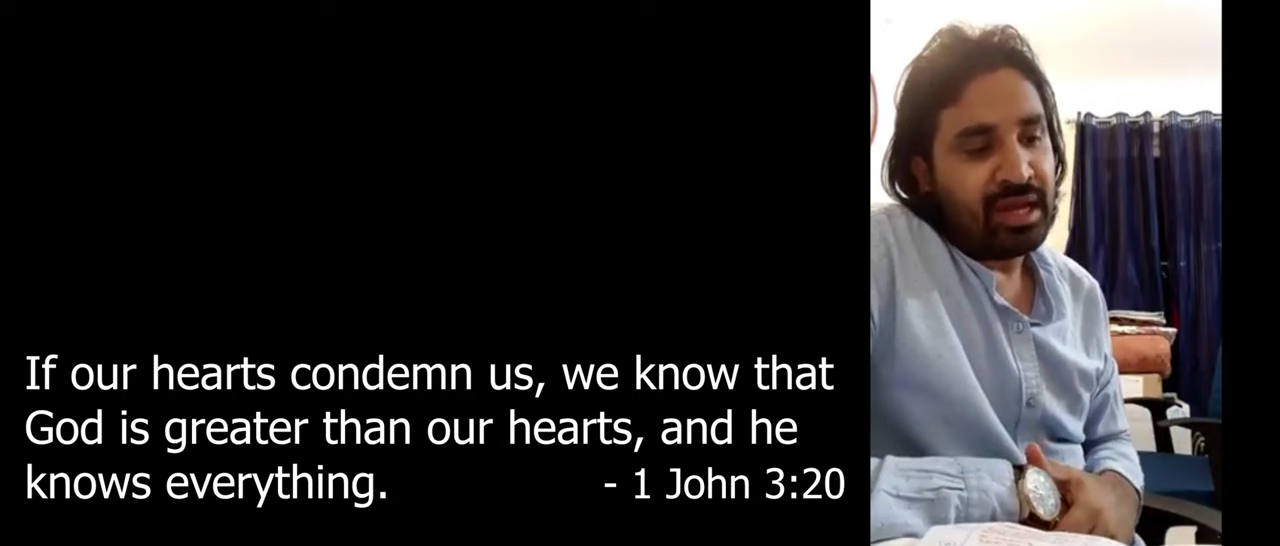 If our hearts condemn us, we know that
God is greater than our hearts, and he
knows everything. - 1 John 3:20